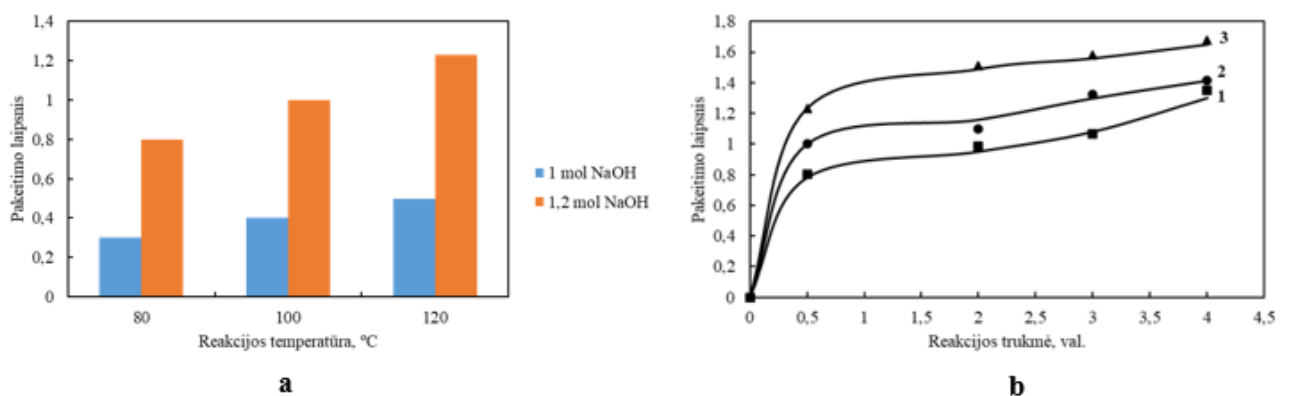 1,4
1,2
1
0,8
0,6
0,4
0,2
0
Pakeitimo laipsnis
80 100 120
Reakcijos temperatūra, ºC
1 mol NaOH
1,2 mol NaOH
a
1,8
1,6
1,4
1,2
1
0,8
0,6
0,4
0,2
0
Pakeitimo laipsnis
3
2
1
0 0,5 1 1,5 2 2,5 3 3,5 4 4,5
Reakcijos trukmė, val.
b